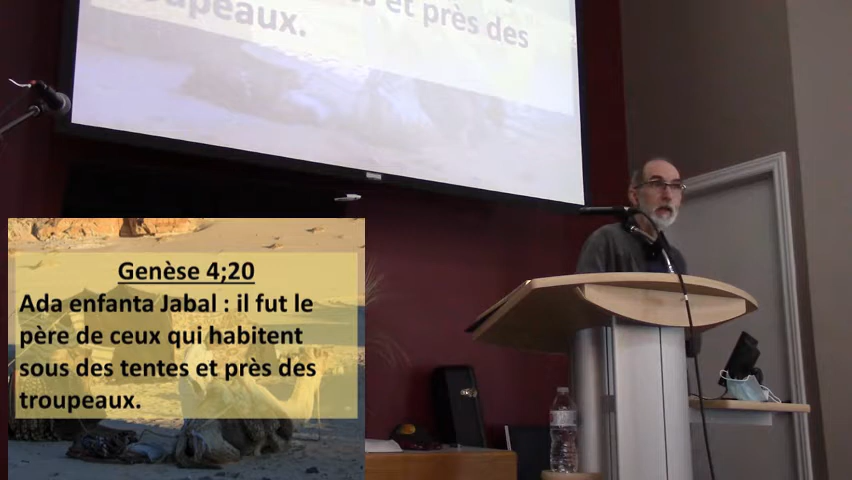 oupeaux.
et près des
Genèse 4;20
Ada enfanta Jabal : il fut le
père de ceux qui habitent
sous des tentes et près des
troupeaux.